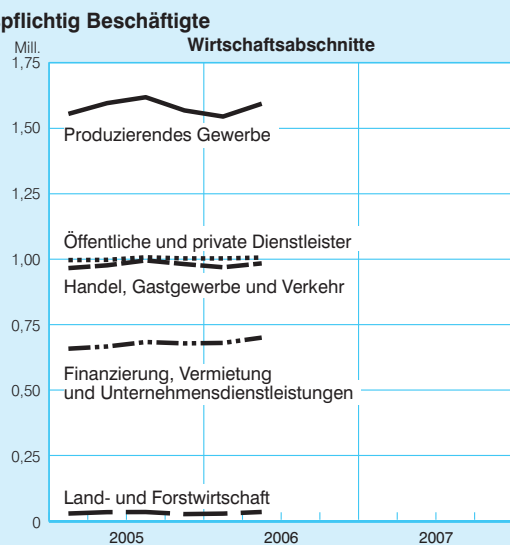 pflichtig Beschäftigte
Mill.
Wirtschaftsabschnitte
1,75
1,50
Produzierendes Gewerbe
1,25
Öffentliche und private Dienstleister
1,00
Handel, Gastgewerbe und Verkehr
0,75
Finanzierung, Vermietung
und Unternehmensdienstleistungen
0,50
0,25
Land- und Forstwirtschaft
0
2005
2006
2007